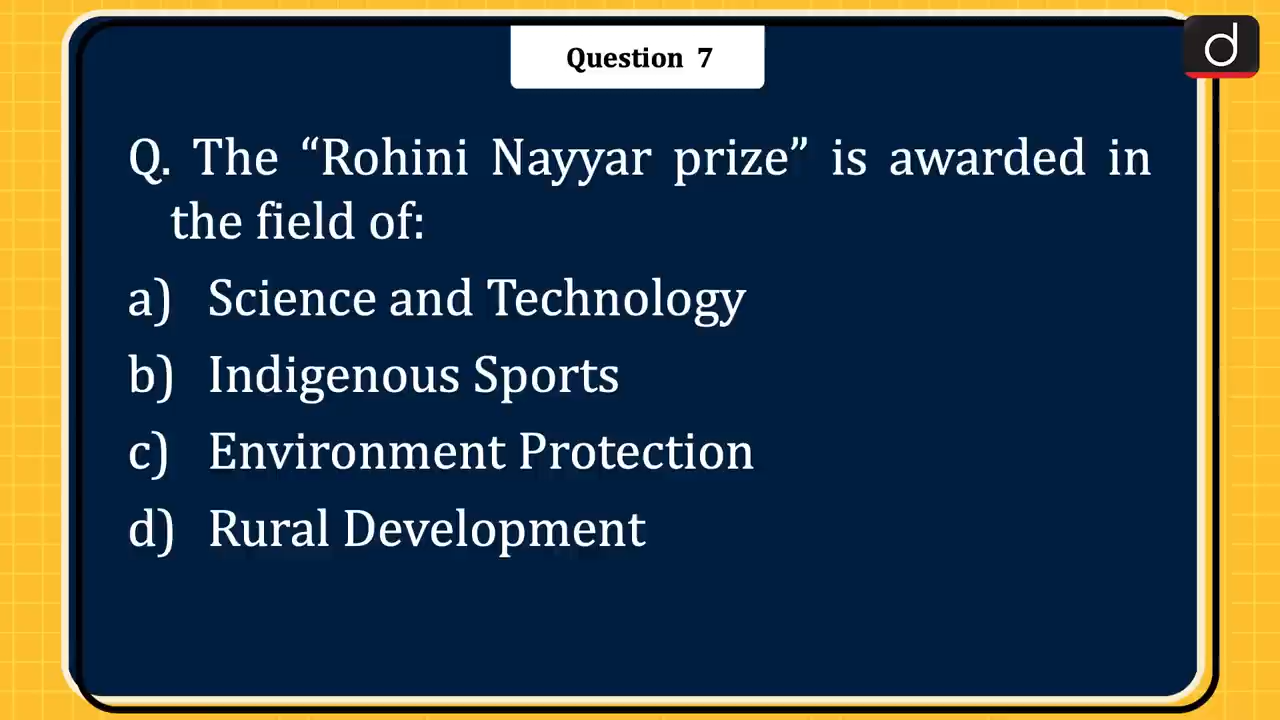 Question 7
d
Q. The “Rohini Nayyar prize” is awarded in
the field of:
a) Science and Technology
b) Indigenous Sports
c) Environment Protection
d) Rural Development